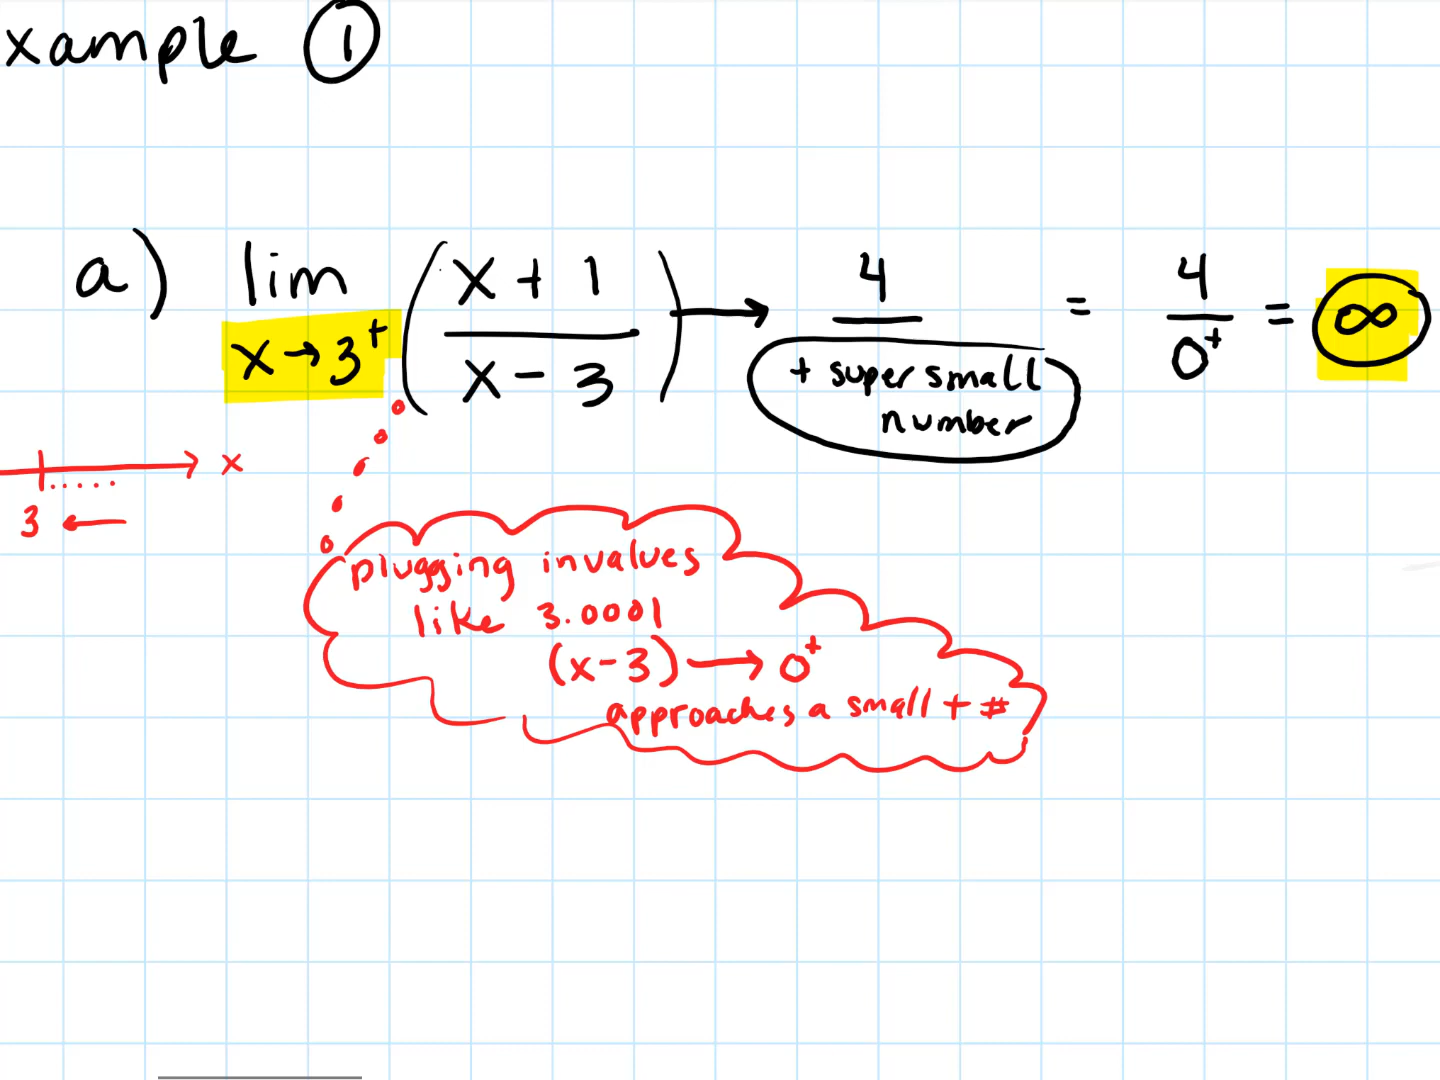 xample ①
a) lim x→3⁺ (x + 1 / x - 3) → 4 / + super small number = 4 / 0⁺ = ∞
x
3 ←
plugging in values
like 3.0001
(x-3) → 0⁺
approaches a small + #